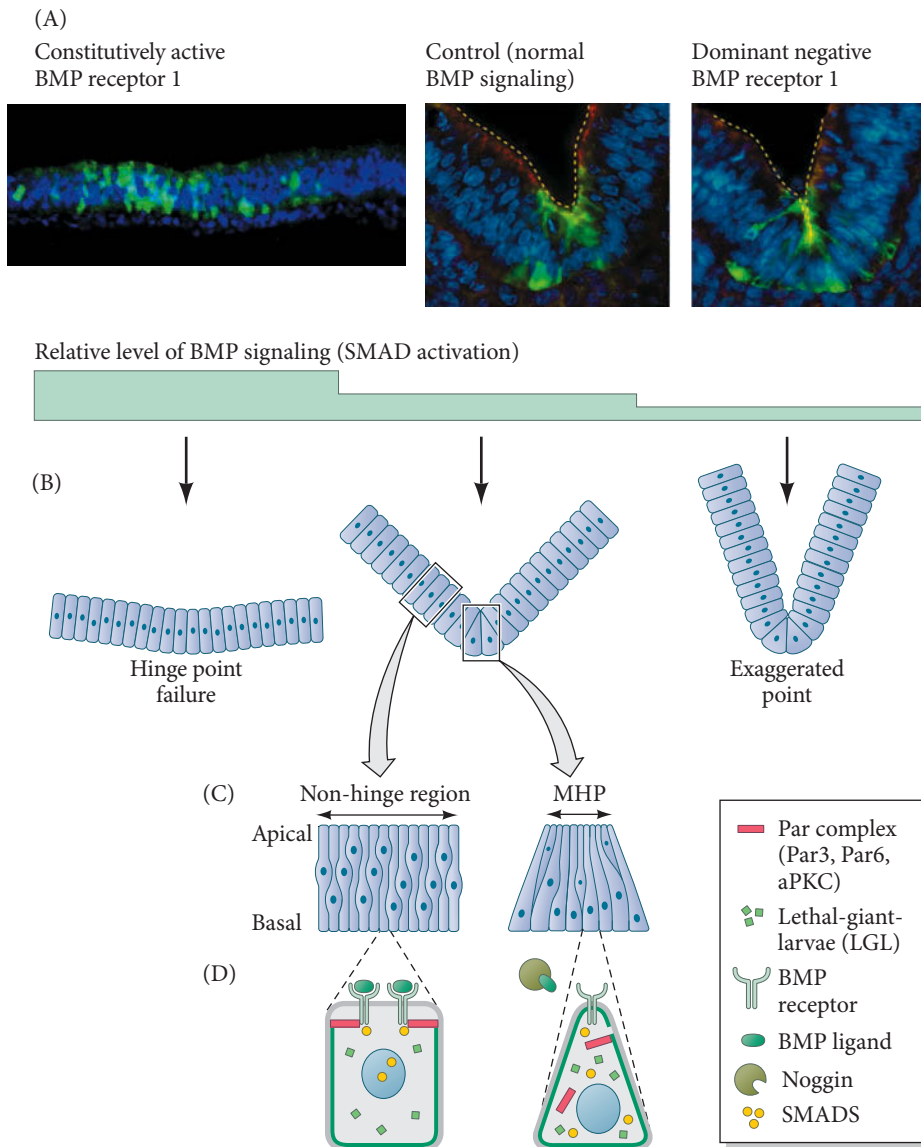 (A)
Constitutively active
BMP receptor 1
Control (normal
BMP signaling)
Dominant negative
BMP receptor 1
Relative level of BMP signaling (SMAD activation)
(B)
Hinge point
failure
Exaggerated
point
(C)
Non-hinge region
MHP
Apical
Basal
(D)
Par complex
(Par3, Par6,
aPKC)
Lethal-giant-
larvae (LGL)
BMP
receptor
BMP ligand
Noggin
SMADS